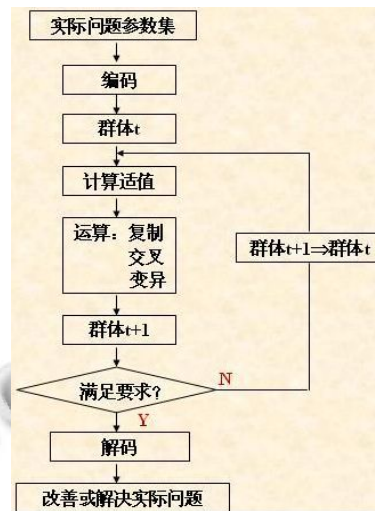 实际问题参数集
编码
群体t
计算适值
运算：复制
交叉
变异
群体t+1⇒群体t
群体t+1
满足要求?
N
Y
解码
改善或解决实际问题